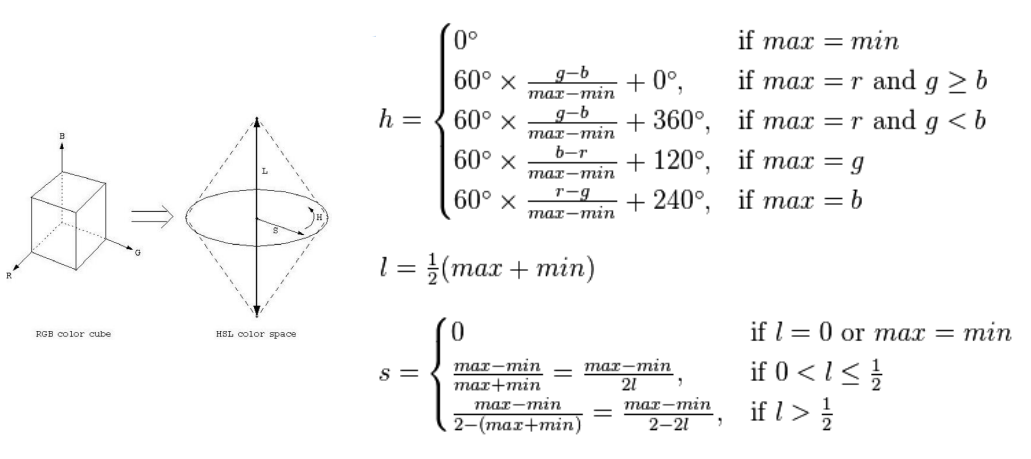 B
G
R
RGB color cube
L
H
S
HSL color space
h = { 0° if max = min
60° × (g−b)/(max−min) + 0°, if max = r and g ≥ b
60° × (g−b)/(max−min) + 360°, if max = r and g < b
60° × (b−r)/(max−min) + 120°, if max = g
60° × (r−g)/(max−min) + 240°, if max = b
l = ½(max + min)
s = { 0 if l = 0 or max = min
(max−min)/(max+min) = (max−min)/2l, if 0 < l ≤ ½
(max−min)/(2−(max+min)) = (max−min)/(2−2l), if l > ½